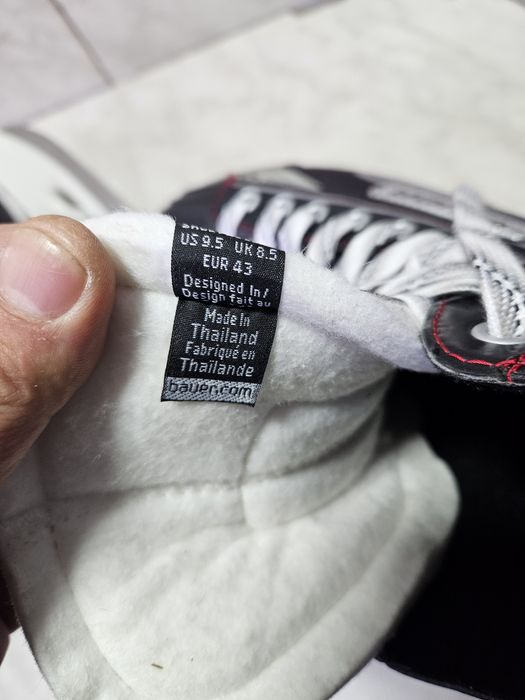 US 9.5 UK 8.5
EUR 43
Designed In/
Design fait au
Made In
Thailand
Fabriqué en
Thaïlande
bauer.com